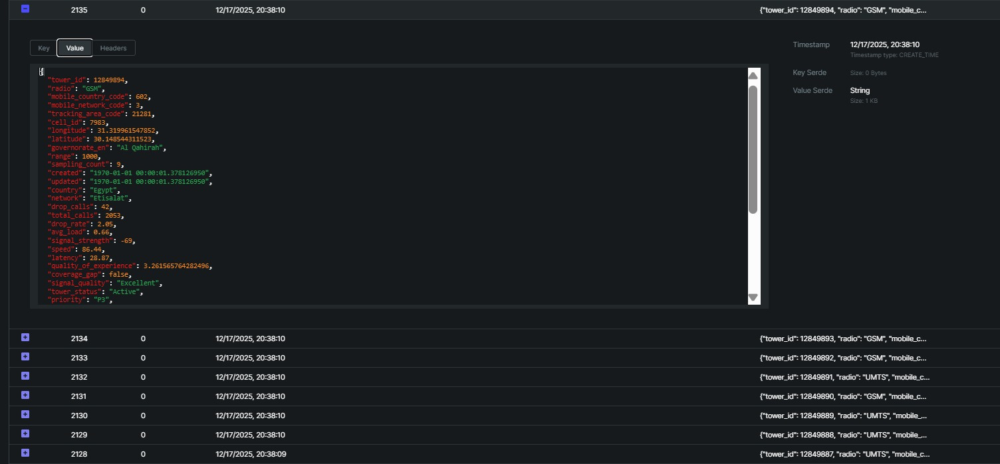 2135 0 12/17/2025, 20:38:10 {"tower_id": 12849894, "radio": "GSM", "mobile_c...
Key Value Headers
Timestamp 12/17/2025, 20:38:10
Timestamp type: CREATE_TIME
Key Serde Size: 0 Bytes
Value Serde String
Size: 1 KB
{
"tower_id": 12849894,
"radio": "GSM",
"mobile_country_code": 602,
"mobile_network_code": 3,
"tracking_area_code": 21281,
"cell_id": 7983,
"longitude": 31.319961547852,
"latitude": 30.148544311523,
"governorate_en": "Al Qahirah",
"range": 1000,
"sampling_count": 9,
"created": "1970-01-01 00:00:01.378126950",
"updated": "1970-01-01 00:00:01.378126950",
"country": "Egypt",
"network": "Etisalat",
"drop_calls": 42,
"total_calls": 2053,
"drop_rate": 2.05,
"avg_load": 0.66,
"signal_strength": -69,
"speed": 86.44,
"latency": 28.87,
"quality_of_experience": 3.261565764282496,
"coverage_gap": false,
"signal_quality": "Excellent",
"tower_status": "Active",
"priority": "P3",
2134 0 12/17/2025, 20:38:10 {"tower_id": 12849893, "radio": "GSM", "mobile_c...
2133 0 12/17/2025, 20:38:10 {"tower_id": 12849892, "radio": "GSM", "mobile_c...
2132 0 12/17/2025, 20:38:10 {"tower_id": 12849891, "radio": "UMTS", "mobile_c...
2131 0 12/17/2025, 20:38:10 {"tower_id": 12849890, "radio": "GSM", "mobile_c...
2130 0 12/17/2025, 20:38:10 {"tower_id": 12849889, "radio": "UMTS", "mobile_...
2129 0 12/17/2025, 20:38:10 {"tower_id": 12849888, "radio": "UMTS", "mobile_...
2128 0 12/17/2025, 20:38:09 {"tower_id": 12849887, "radio": "UMTS", "mobile_c...